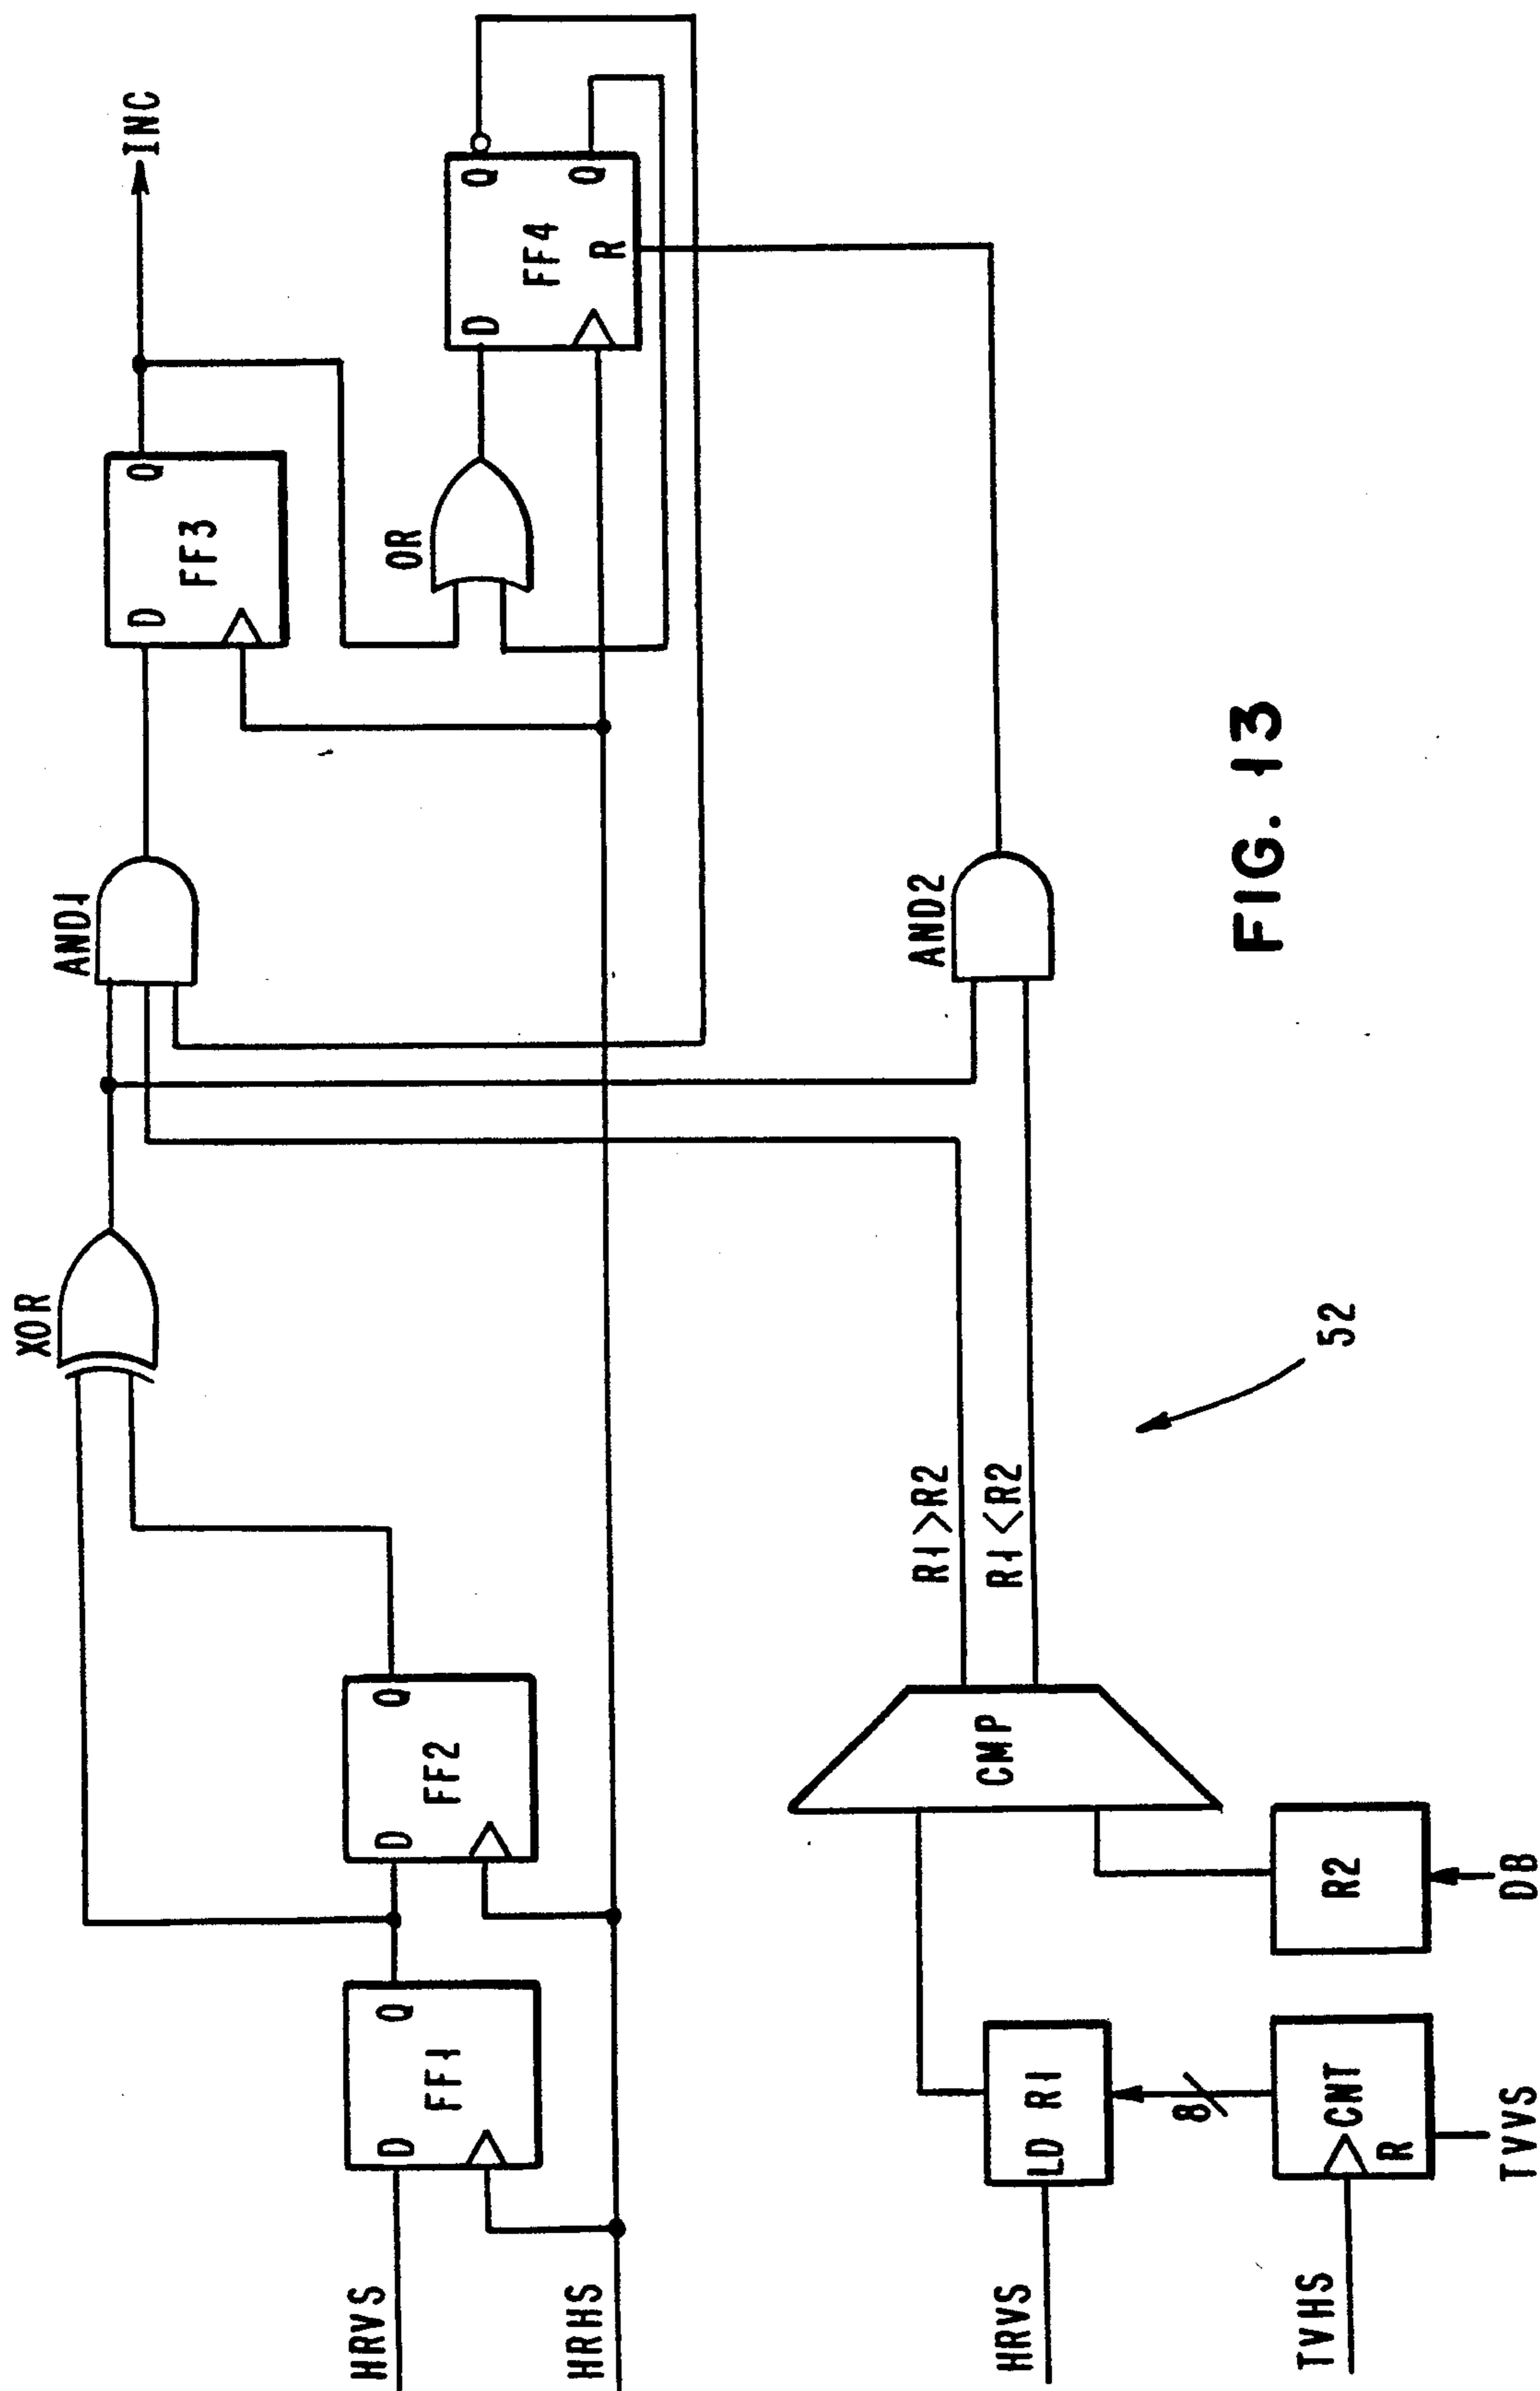 XOR
AND1
INC
D
Q
FF3
OR
D
Q
FF4
Q
R
HRVS
D
Q
FF1
D
Q
FF2
HRHS
HRVS
LD R1
8
TVHS
CNT
R
TVVS
R2
DB
CMP
R1>R2
R1<R2
AND2
52
FIG. 13